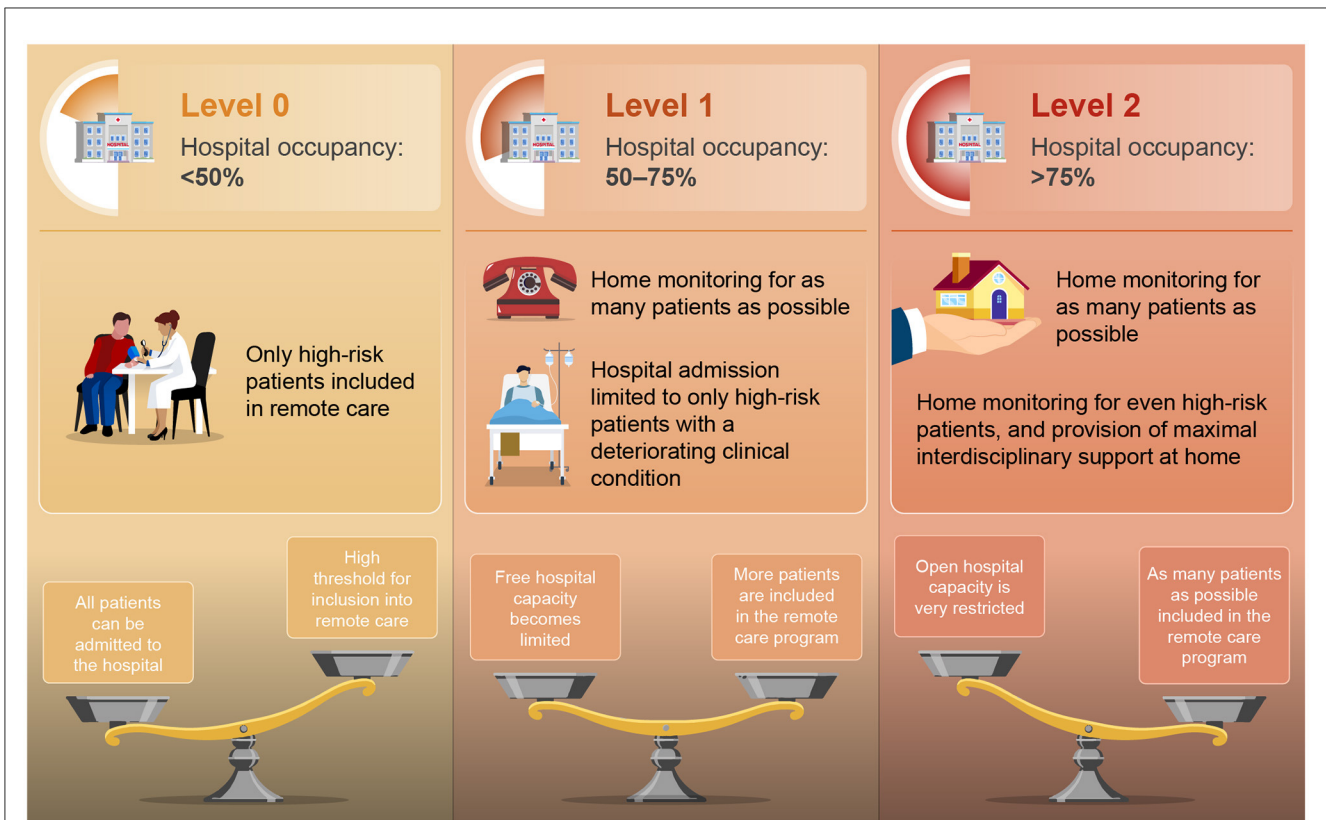 Level 0
Hospital occupancy:
<50%
HOSPITAL
Only high-risk
patients included
in remote care
All patients
can be
admitted to
the hospital
High
threshold for
inclusion into
remote care
Level 1
Hospital occupancy:
50–75%
HOSPITAL
Home monitoring for as
many patients as possible
Hospital admission
limited to only high-risk
patients with a
deteriorating clinical
condition
Free hospital
capacity
becomes
limited
More patients
are included
in the remote
care program
Level 2
Hospital occupancy:
>75%
HOSPITAL
Home monitoring for
as many patients as
possible
Home monitoring for even high-risk
patients, and provision of maximal
interdisciplinary support at home
Open hospital
capacity is
very restricted
As many patients
as possible
included in the
remote care
program